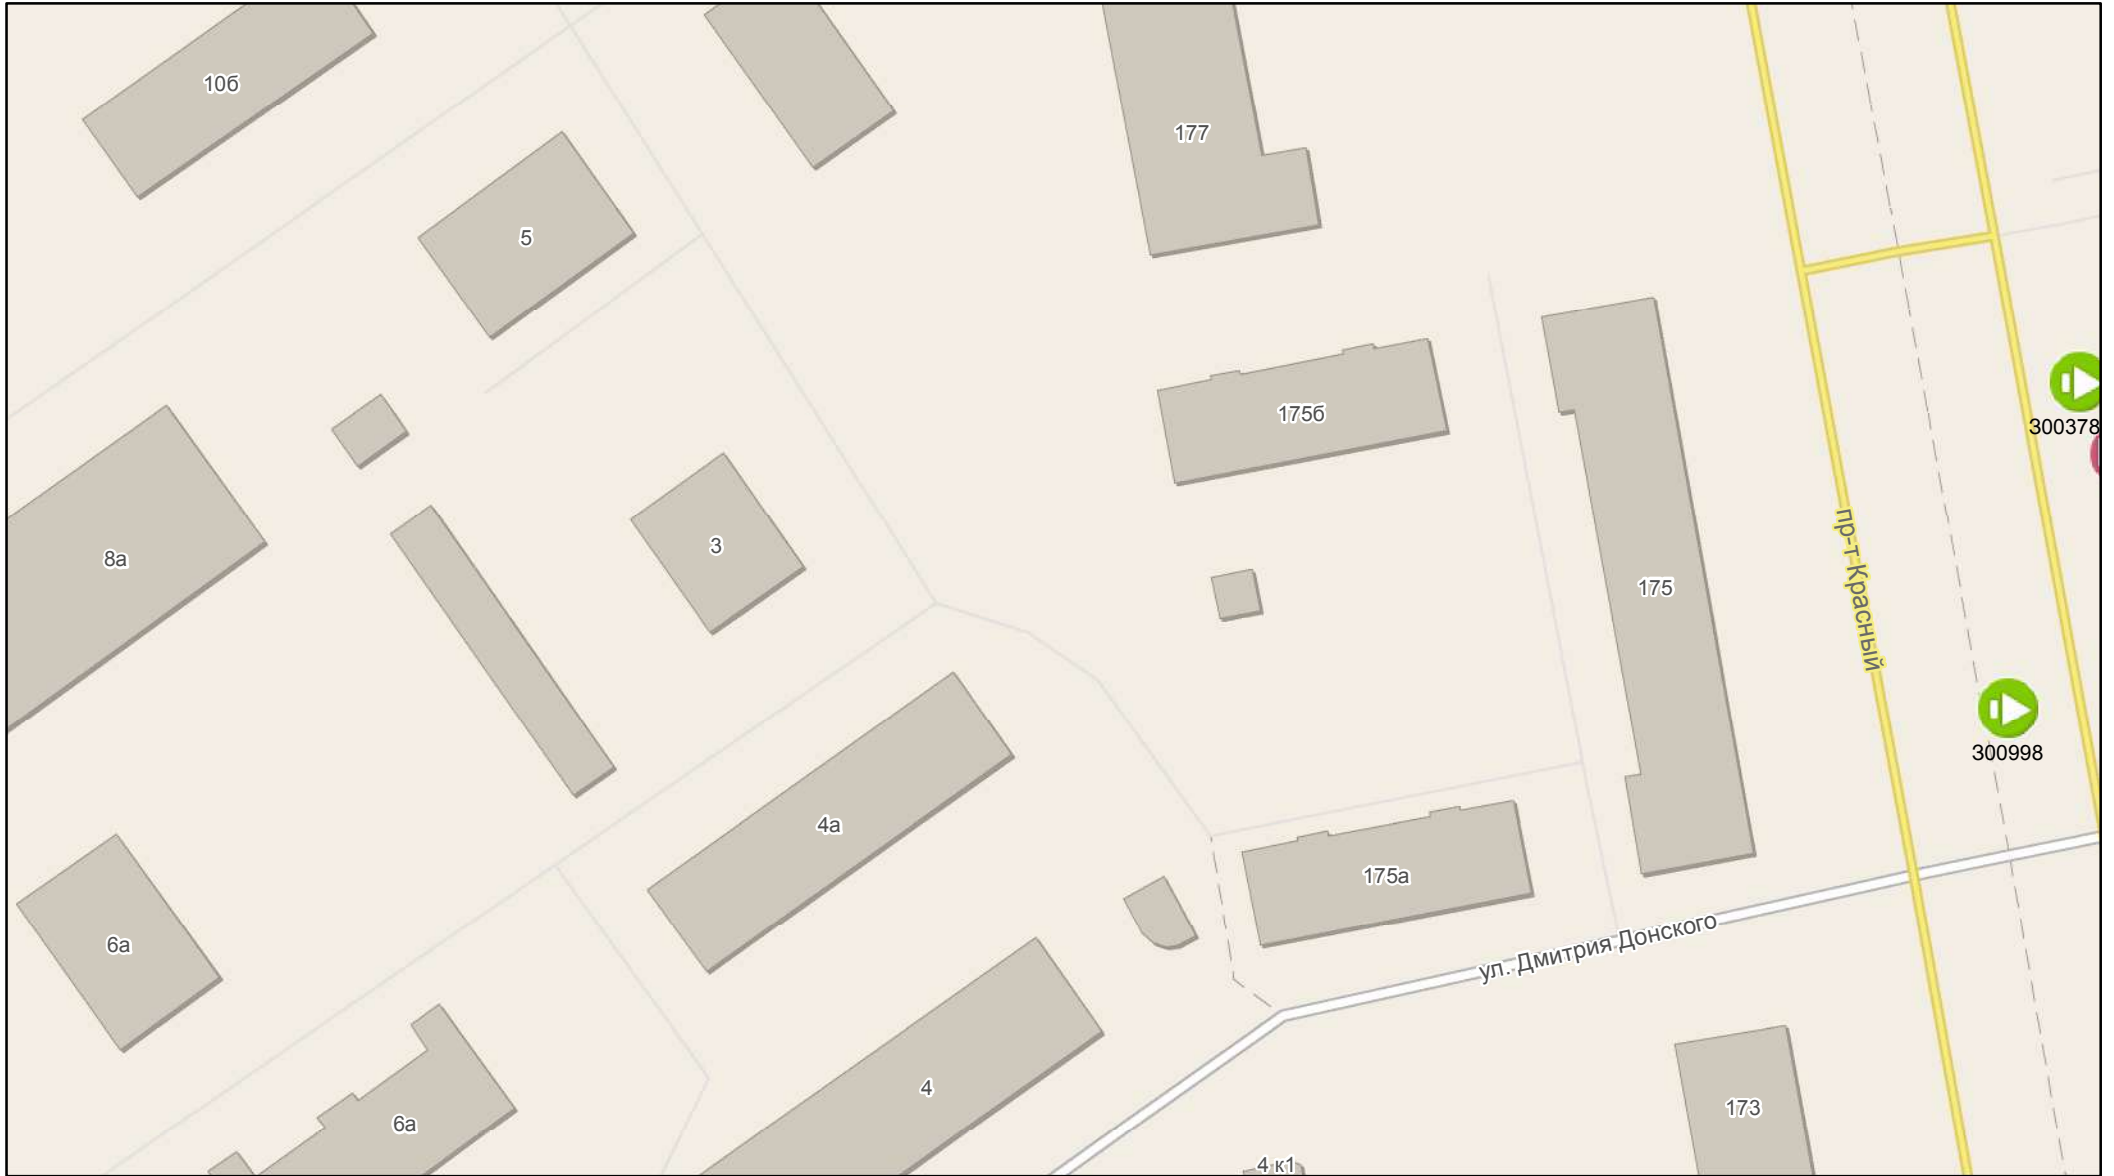 10б
177
5
175б
300378
3
8а
175
пр-т Красный
300998
4а
175а
6а
ул. Дмитрия Донского
4
173
6а
4 к1